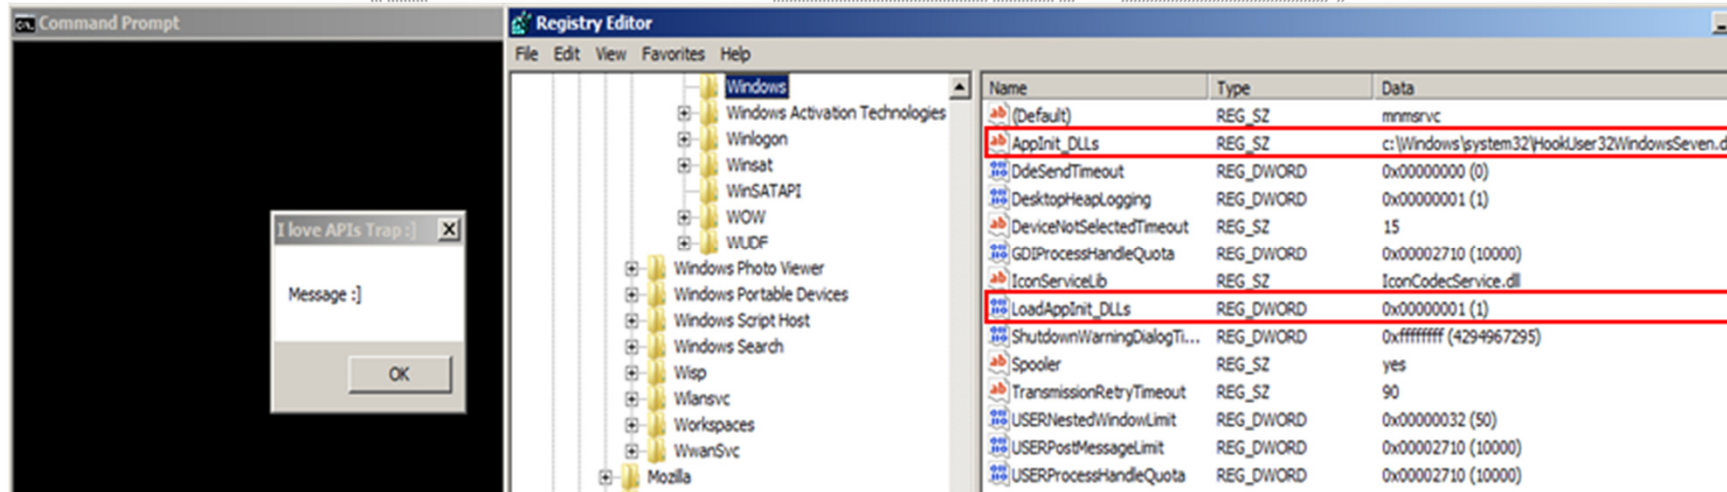 Command Prompt
I love APIs Trap :]
Message :]
OK
Registry Editor
File Edit View Favorites Help
Windows
Windows Activation Technologies
Winlogon
Winsat
WinSATAPI
WOW
WUDF
Windows Photo Viewer
Windows Portable Devices
Windows Script Host
Windows Search
Wisp
Wlansvc
Workspaces
WwanSvc
Mozilla
Name Type Data
(Default) REG_SZ mnmsrvc
AppInit_DLLs REG_SZ c:\Windows\system32\HookUser32WindowsSeven.d
DdeSendTimeout REG_DWORD 0x00000000 (0)
DesktopHeapLogging REG_DWORD 0x00000001 (1)
DeviceNotSelectedTimeout REG_SZ 15
GDIProcessHandleQuota REG_DWORD 0x00002710 (10000)
IconServiceLib REG_SZ IconCodecService.dll
LoadAppInit_DLLs REG_DWORD 0x00000001 (1)
ShutdownWarningDialogTi... REG_DWORD 0xffffffff (4294967295)
Spooler REG_SZ yes
TransmissionRetryTimeout REG_SZ 90
USERNestedWindowLimit REG_DWORD 0x00000032 (50)
USERPostMessageLimit REG_DWORD 0x00002710 (10000)
USERProcessHandleQuota REG_DWORD 0x00002710 (10000)